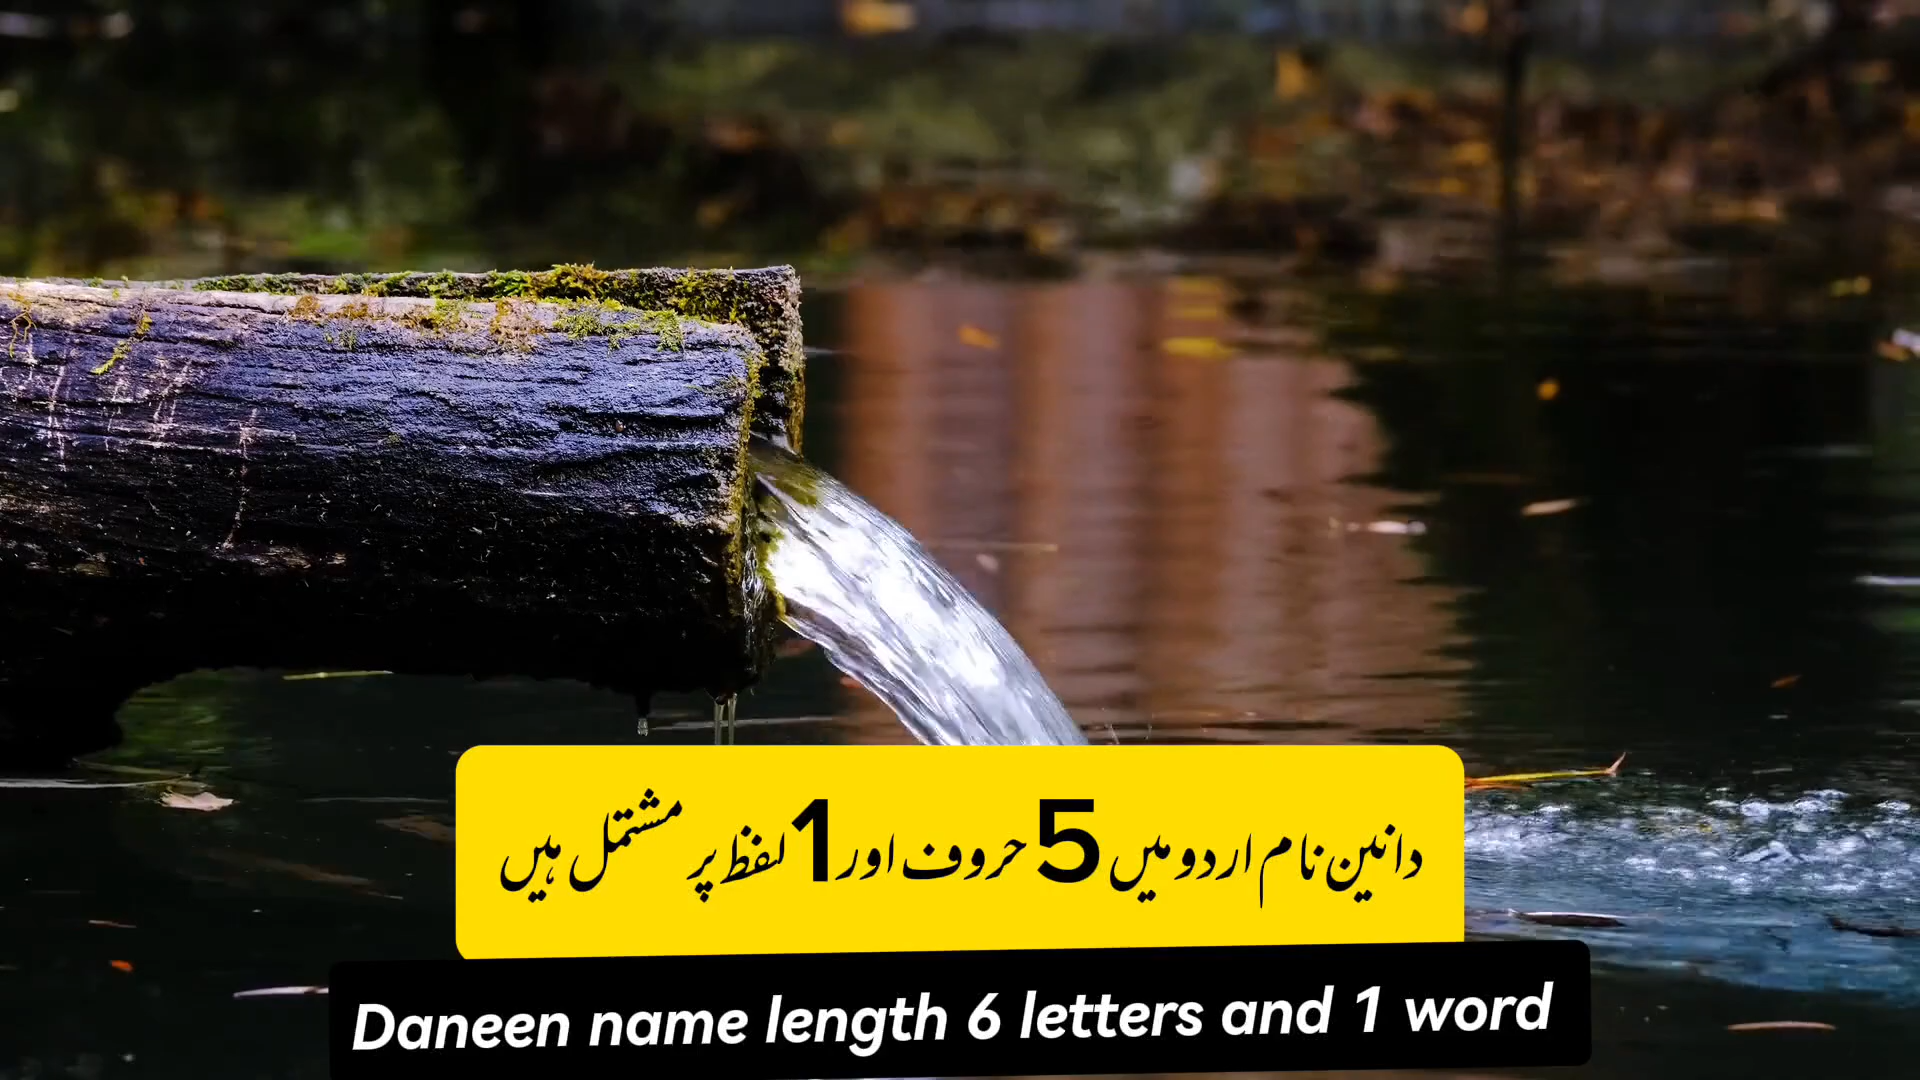 دانین نام اردو میں 5 حروف اور 1 لفظ پر مشتمل ہیں
Daneen name length 6 letters and 1 word